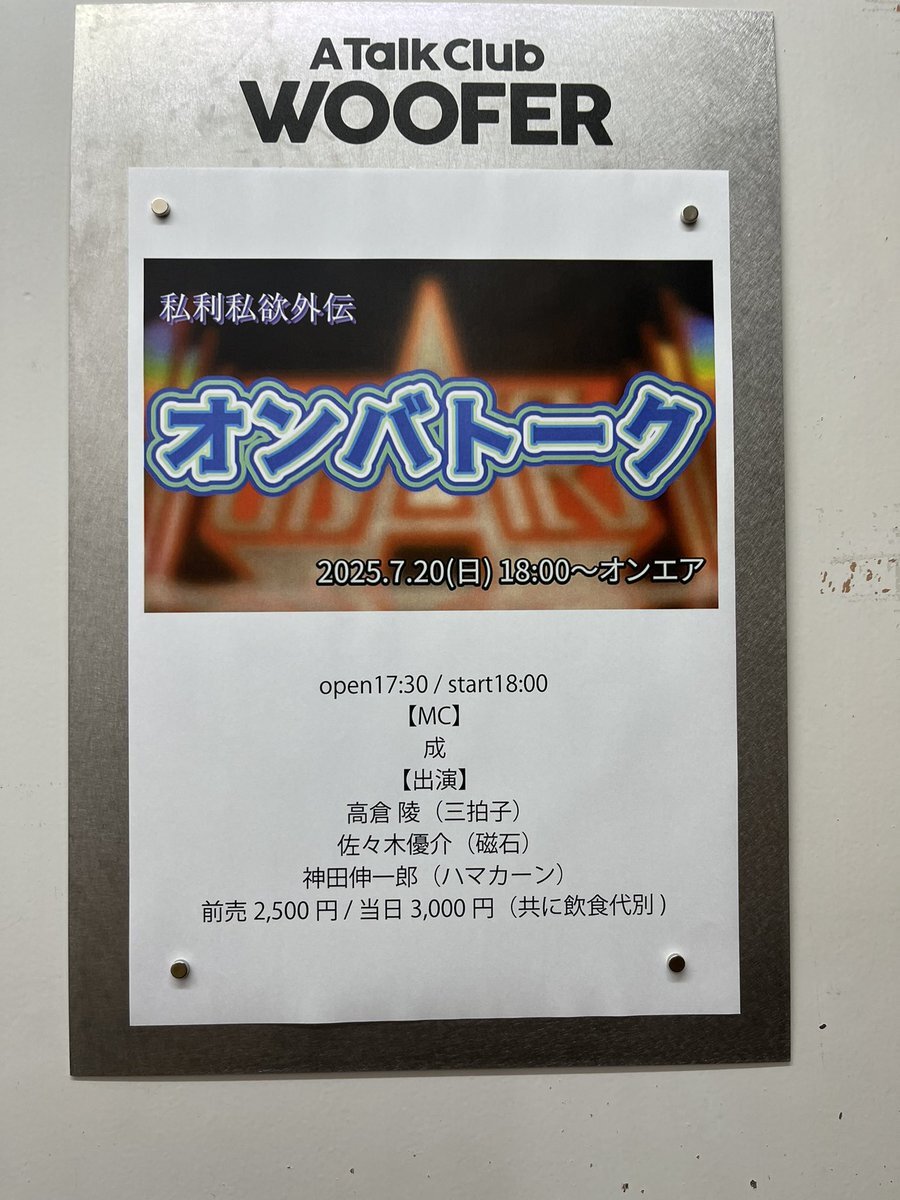 A Talk Club
WOOFER
私利私欲外伝
オンバトーク
2025.7.20(日) 18:00〜オンエア
open17:30 / start18:00
【MC】
成
【出演】
高倉 陵（三拍子）
佐々木優介（磁石）
神田伸一郎（ハマカーン）
前売 2,500 円 / 当日 3,000 円（共に飲食代別 )